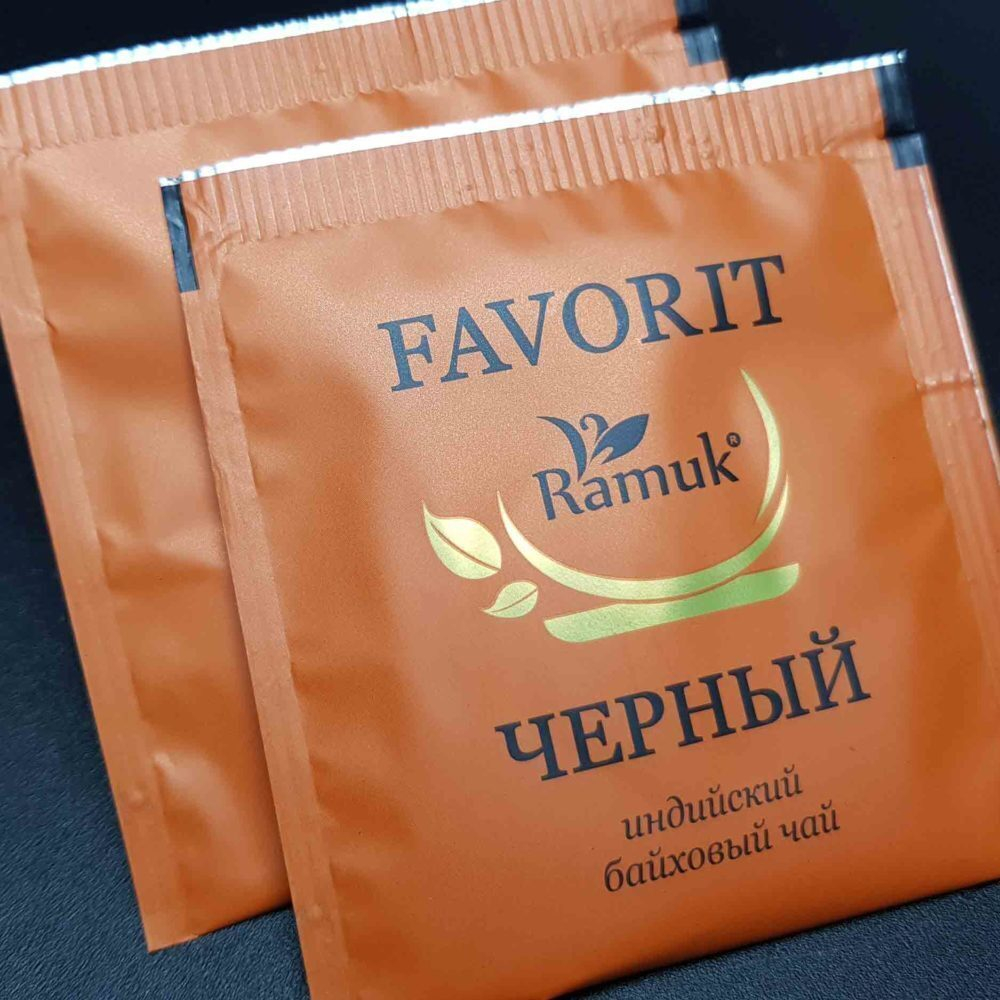 FAVORIT
Ramuk®
ЧЕРНЫЙ
индийский
байховый чай